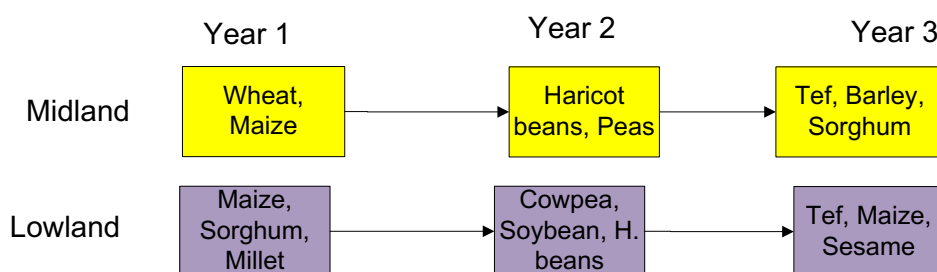 Year 1
Year 2
Year 3
Midland
Wheat,
Maize
Haricot
beans, Peas
Tef, Barley,
Sorghum
Lowland
Maize,
Sorghum,
Millet
Cowpea,
Soybean, H.
beans
Tef, Maize,
Sesame